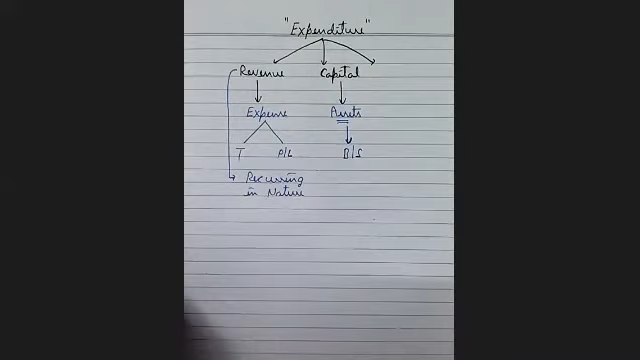 "Expenditure"
Revenue Capital
Expense Assets
T P/L B/S
Recurring
in Nature